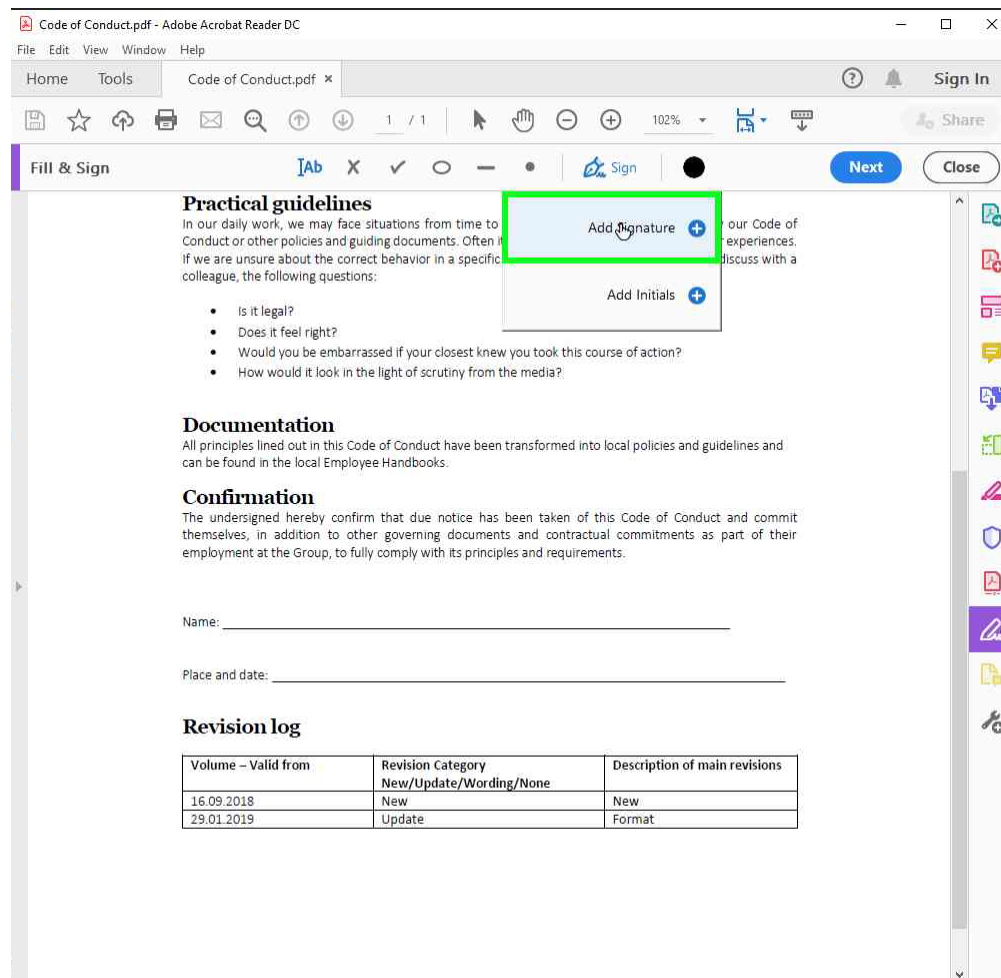 Code of Conduct.pdf - Adobe Acrobat Reader DC
File Edit View Window Help
Home Tools Code of Conduct.pdf × Sign In
1 / 1 102% Share
Fill & Sign IAb Sign Next Close
Add Signature
Add Initials
Practical guidelines
In our daily work, we may face situations from time to our Code of
Conduct or other policies and guiding documents. Often experiences.
If we are unsure about the correct behavior in a specific discuss with a
colleague, the following questions:
• Is it legal?
• Does it feel right?
• Would you be embarrassed if your closest knew you took this course of action?
• How would it look in the light of scrutiny from the media?
Documentation
All principles lined out in this Code of Conduct have been transformed into local policies and guidelines and
can be found in the local Employee Handbooks.
Confirmation
The undersigned hereby confirm that due notice has been taken of this Code of Conduct and commit
themselves, in addition to other governing documents and contractual commitments as part of their
employment at the Group, to fully comply with its principles and requirements.
Name:
Place and date:
Revision log
Volume – Valid from Revision Category Description of main revisions
New/Update/Wording/None
16.09.2018 New New
29.01.2019 Update Format